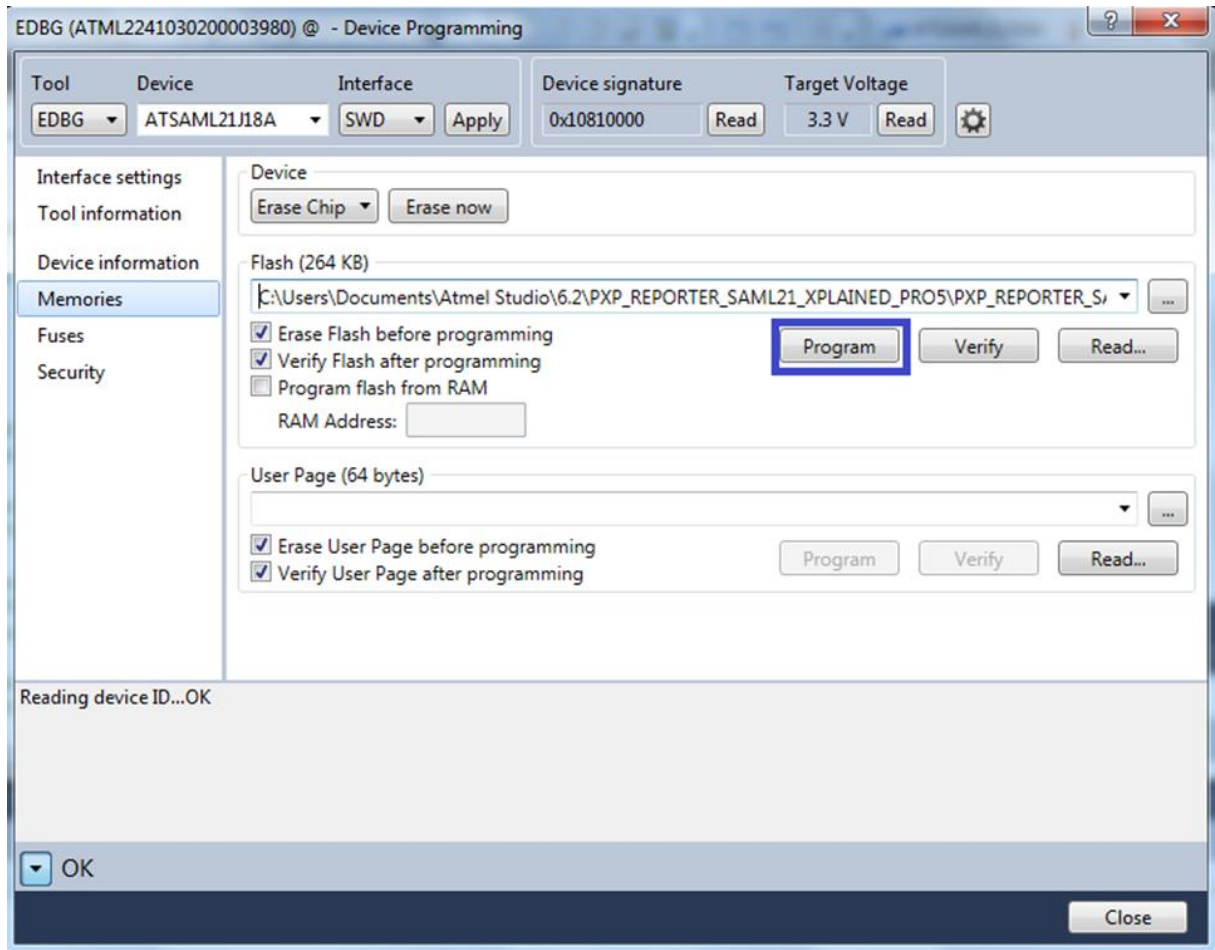 EDBG (ATML2241030200003980) @ - Device Programming
Tool Device Interface Device signature Target Voltage
EDBG ATSAML21J18A SWD Apply 0x10810000 Read 3.3 V Read
Interface settings
Tool information
Device information
Memories
Fuses
Security
Device
Erase Chip Erase now
Flash (264 KB)
C:\Users\Documents\Atmel Studio\6.2\PXP_REPORTER_SAML21_XPLAINED_PRO5\PXP_REPORTER_S ...
Erase Flash before programming
Verify Flash after programming
Program Verify Read...
Program flash from RAM
RAM Address:
User Page (64 bytes)
...
Erase User Page before programming
Verify User Page after programming
Program Verify Read...
Reading device ID...OK
OK
Close